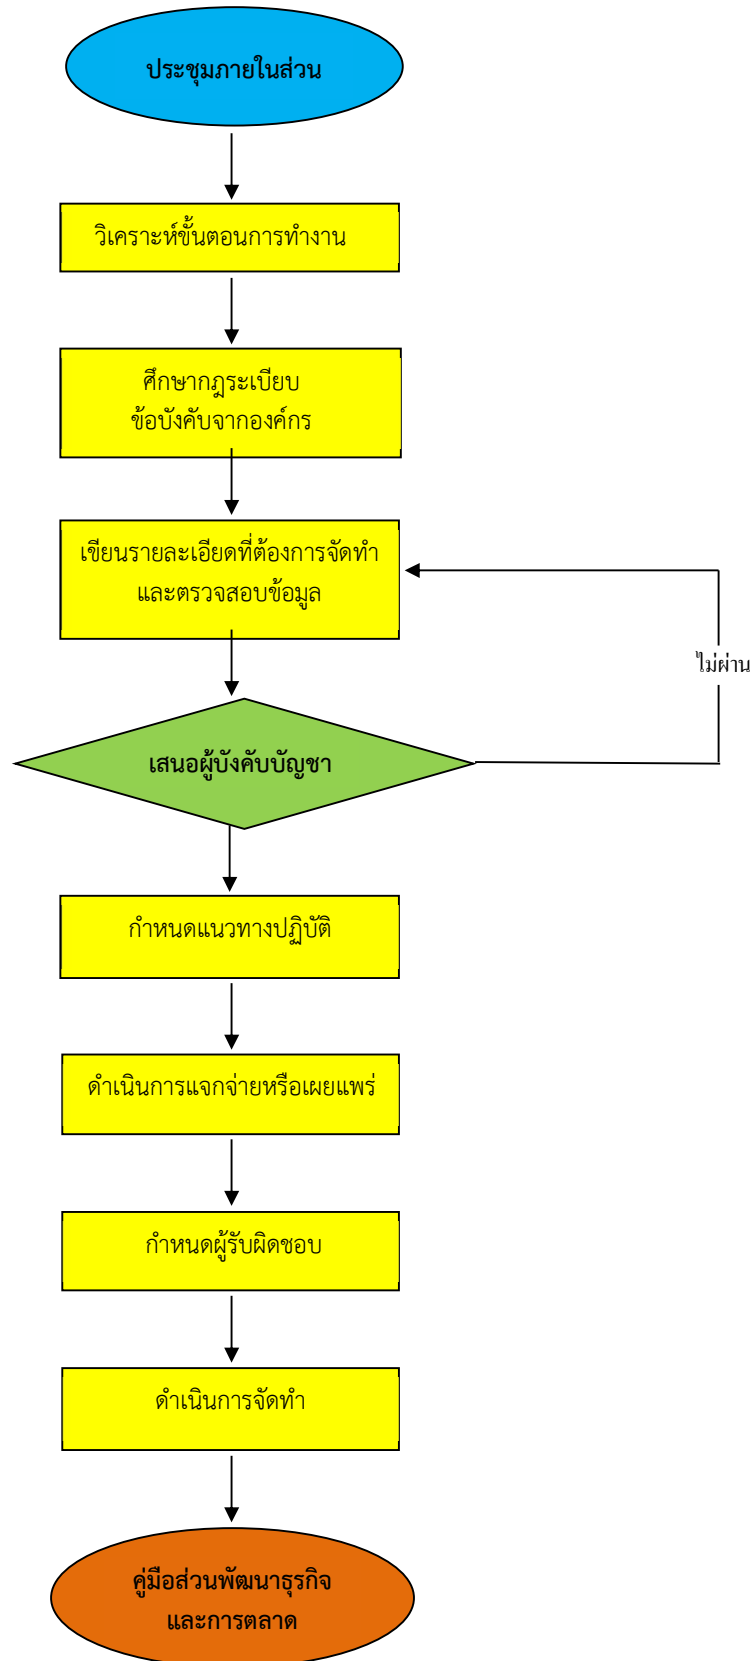 ประชุมภายในส่วน
วิเคราะห์ขั้นตอนการทำงาน
ศึกษากฎระเบียบ
ข้อบังคับจากองค์กร
เขียนรายละเอียดที่ต้องการจัดทำ
และตรวจสอบข้อมูล
ไม่ผ่าน
เสนอผู้บังคับบัญชา
กำหนดแนวทางปฏิบัติ
ดำเนินการแจกจ่ายหรือเผยแพร่
กำหนดผู้รับผิดชอบ
ดำเนินการจัดทำ
คู่มือส่วนพัฒนาธุรกิจ
และการตลาด